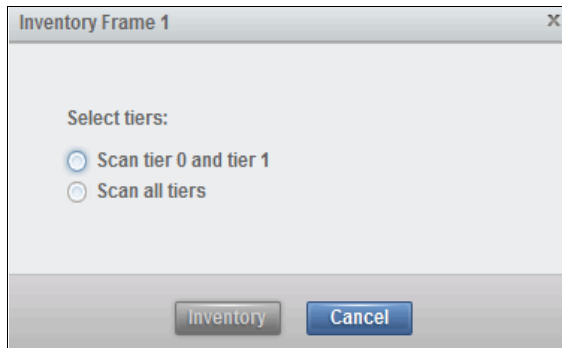 Inventory Frame 1 x
Select tiers:
Scan tier 0 and tier 1
Scan all tiers
Inventory Cancel